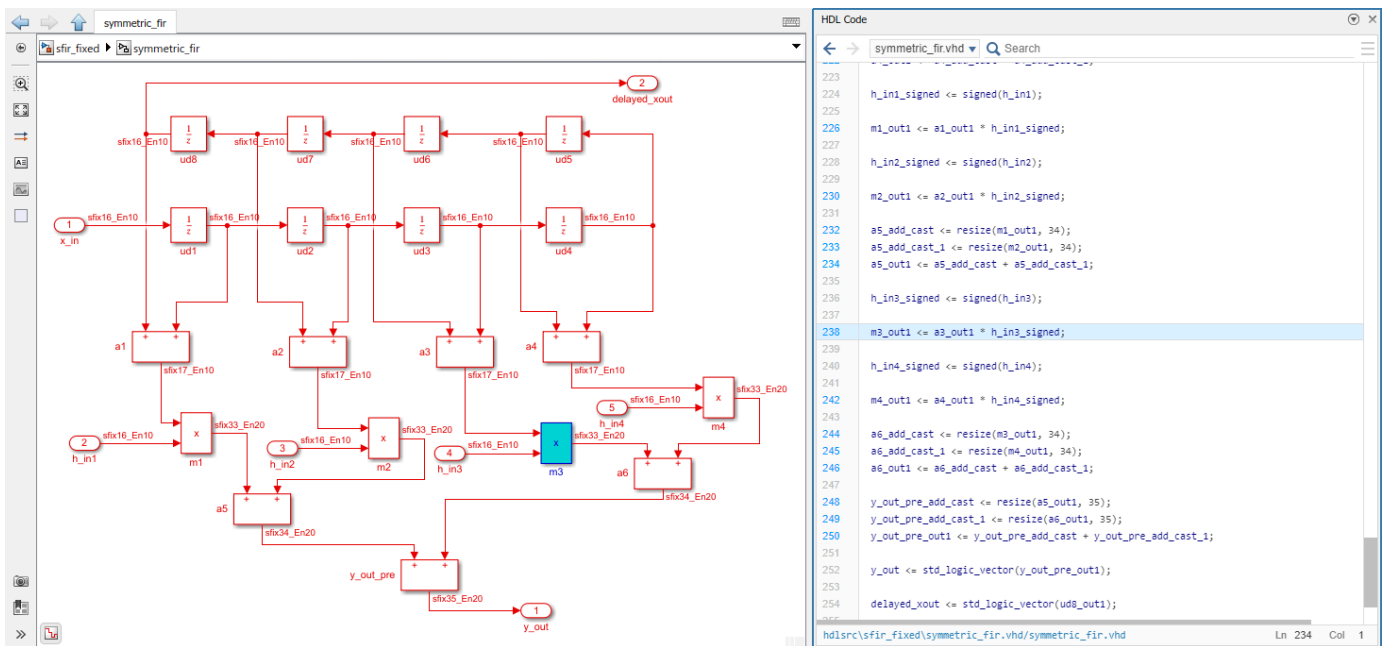 symmetric_fir
sfir_fixed symmetric_fir
2
delayed_xout
sfix16_En10 1 z sfix16_En10 1 z sfix16_En10 1 z sfix16_En10 1 z
ud8 ud7 ud6 ud5
1 sfix16_En10 1 z sfix16_En10 1 z sfix16_En10 1 z sfix16_En10 1 z sfix16_En10
x_in ud1 ud2 ud3 ud4
a1 + + a2 + + a3 + + a4 + +
sfix17_En10 sfix17_En10 sfix17_En10 sfix17_En10
2 sfix16_En10 x sfix33_En20
h_in1 m1
3 sfix16_En10 x sfix33_En20
h_in2 m2
4 sfix16_En10 x sfix33_En20
h_in3 m3
5 sfix16_En10 x sfix33_En20
h_in4 m4
a5 + + a6 + +
sfix34_En20 sfix34_En20
y_out_pre + +
sfix35_En20
1
y_out
HDL Code
symmetric_fir.vhd Search
223
224 h_in1_signed <= signed(h_in1);
225
226 m1_out1 <= a1_out1 * h_in1_signed;
227
228 h_in2_signed <= signed(h_in2);
229
230 m2_out1 <= a2_out1 * h_in2_signed;
231
232 a5_add_cast <= resize(m1_out1, 34);
233 a5_add_cast_1 <= resize(m2_out1, 34);
234 a5_out1 <= a5_add_cast + a5_add_cast_1;
235
236 h_in3_signed <= signed(h_in3);
237
238 m3_out1 <= a3_out1 * h_in3_signed;
239
240 h_in4_signed <= signed(h_in4);
241
242 m4_out1 <= a4_out1 * h_in4_signed;
243
244 a6_add_cast <= resize(m3_out1, 34);
245 a6_add_cast_1 <= resize(m4_out1, 34);
246 a6_out1 <= a6_add_cast + a6_add_cast_1;
247
248 y_out_pre_add_cast <= resize(a5_out1, 35);
249 y_out_pre_add_cast_1 <= resize(a6_out1, 35);
250 y_out_pre_out1 <= y_out_pre_add_cast + y_out_pre_add_cast_1;
251
252 y_out <= std_logic_vector(y_out_pre_out1);
253
254 delayed_xout <= std_logic_vector(ud8_out1);
hdlsrc\sfir_fixed\symmetric_fir.vhd/symmetric_fir.vhd Ln 234 Col 1